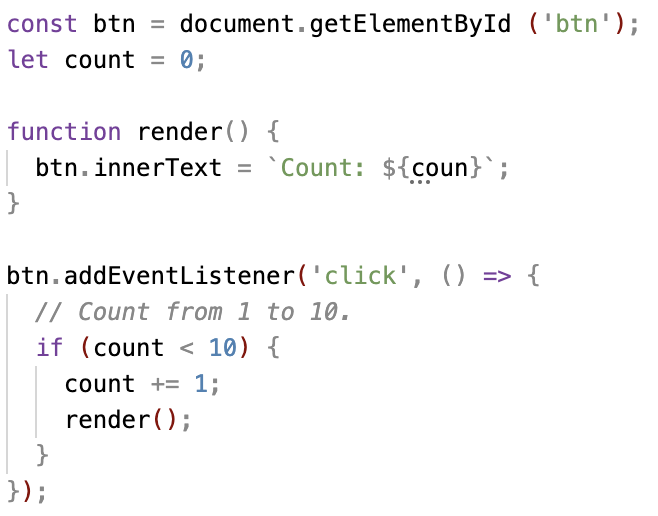 const btn = document.getElementById ('btn');
let count = 0;

function render() {
  btn.innerText = `Count: ${coun}`;
}

btn.addEventListener('click', () => {
  // Count from 1 to 10.
  if (count < 10) {
    count += 1;
    render();
  }
});